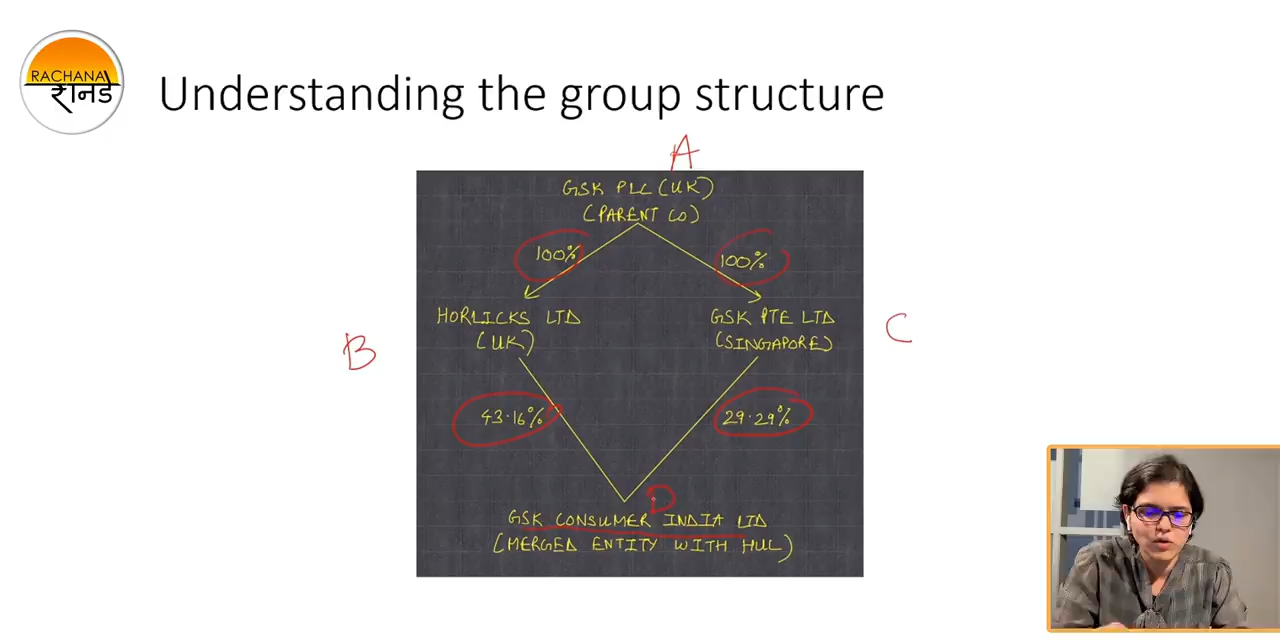 RACHANA
रानडे
Understanding the group structure
A
GSK PLC (UK)
(PARENT CO)
100%
100%
HORLICKS LTD
(UK)
GSK PTE LTD
(SINGAPORE)
B
C
43.16%
29.29%
D
GSK CONSUMER INDIA LTD
(MERGED ENTITY WITH HUL)